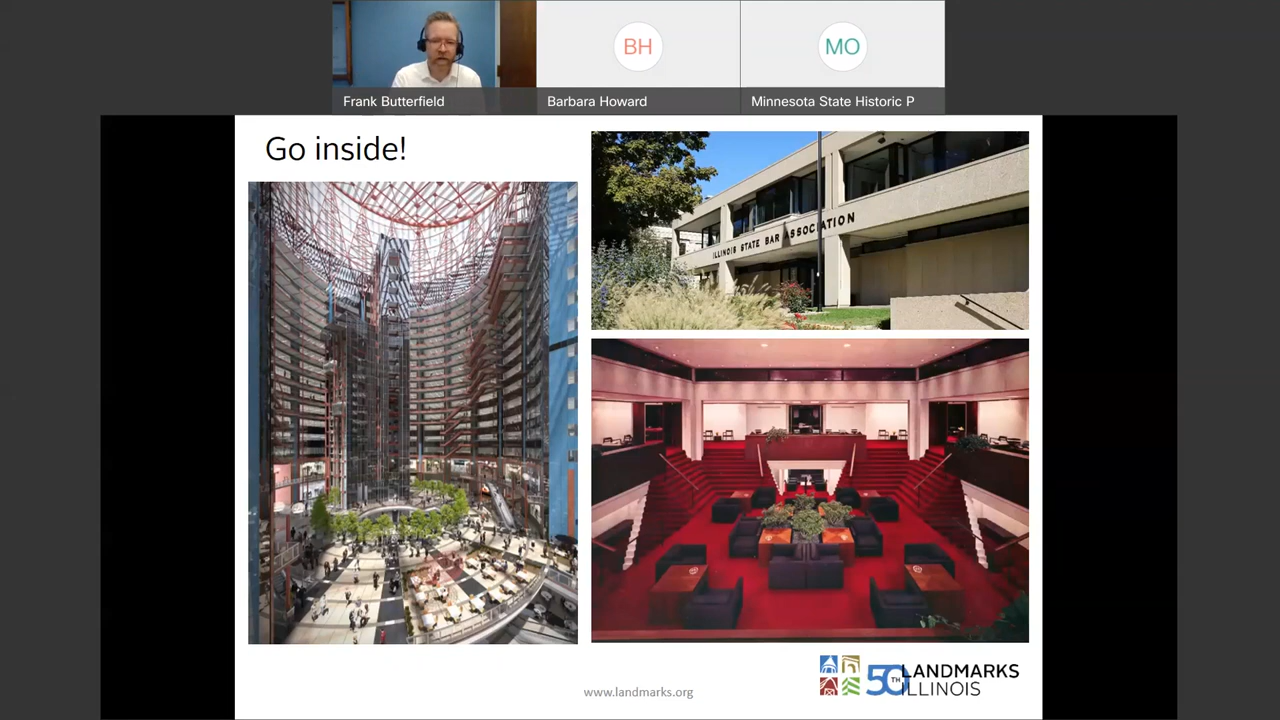 BH
MO
Frank Butterfield
Barbara Howard
Minnesota State Historic P
Go inside!
ILLINOIS STATE BAR ASSOCIATION
www.landmarks.org
50TH
LANDMARKS
ILLINOIS